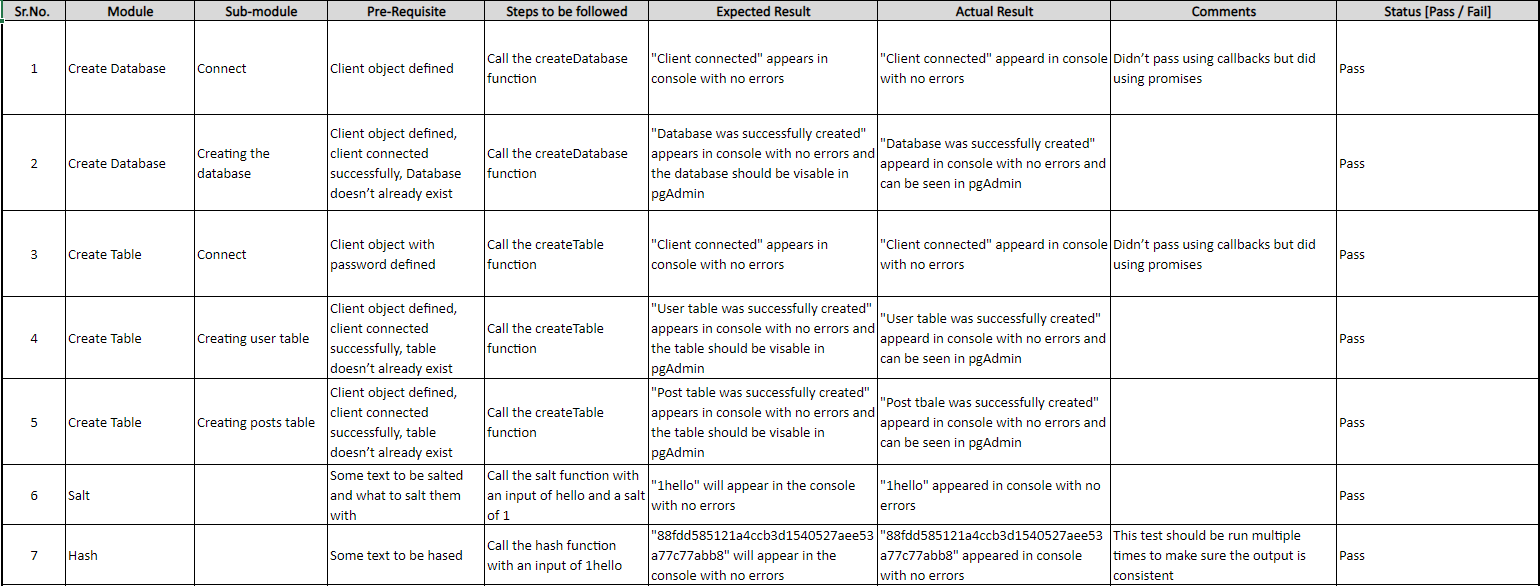 Sr.No. Module Sub-module Pre-Requisite Steps to be followed Expected Result Actual Result Comments Status [Pass / Fail]
1
Create Database
Connect
Client object defined
Call the createDatabase
function
"Client connected" appears in
console with no errors
"Client connected" appeard in console
with no errors
Didn't pass using callbacks but did
using promises
Pass
2
Create Database
Creating the
database
Client object defined,
client connected
successfully, Database
doesn't already exist
Call the createDatabase
function
"Database was successfully created"
appears in console with no errors and
the database should be visable in
pgAdmin
"Database was successfully created"
appeard in console with no errors and
can be seen in pgAdmin
Pass
3
Create Table
Connect
Client object with
password defined
Call the createTable
function
"Client connected" appears in
console with no errors
"Client connected" appeard in console
with no errors
Didn't pass using callbacks but did
using promises
Pass
4
Create Table
Creating user table
Client object defined,
client connected
successfully, table
doesn't already exist
Call the createTable
function
"User table was successfully created"
appears in console with no errors and
the table should be visable in
pgAdmin
"User table was successfully created"
appeard in console with no errors and
can be seen in pgAdmin
Pass
5
Create Table
Creating posts table
Client object defined,
client connected
successfully, table
doesn't already exist
Call the createTable
function
"Post table was successfully created"
appears in console with no errors and
the table should be visable in
pgAdmin
"Post tbale was successfully created"
appeard in console with no errors and
can be seen in pgAdmin
Pass
6
Salt
Some text to be salted
and what to salt them
with
Call the salt function with
an input of hello and a salt
of 1
"1hello" will appear in the console
with no errors
"1hello" appeared in console with no
errors
Pass
7
Hash
Some text to be hased
Call the hash function
with an input of 1hello
"88fdd585121a4ccb3d1540527aee53
a77c77abb8" will appear in the
console with no errors
"88fdd585121a4ccb3d1540527aee53
a77c77abb8" appeared in console
with no errors
This test should be run multiple
times to make sure the output is
consistent
Pass